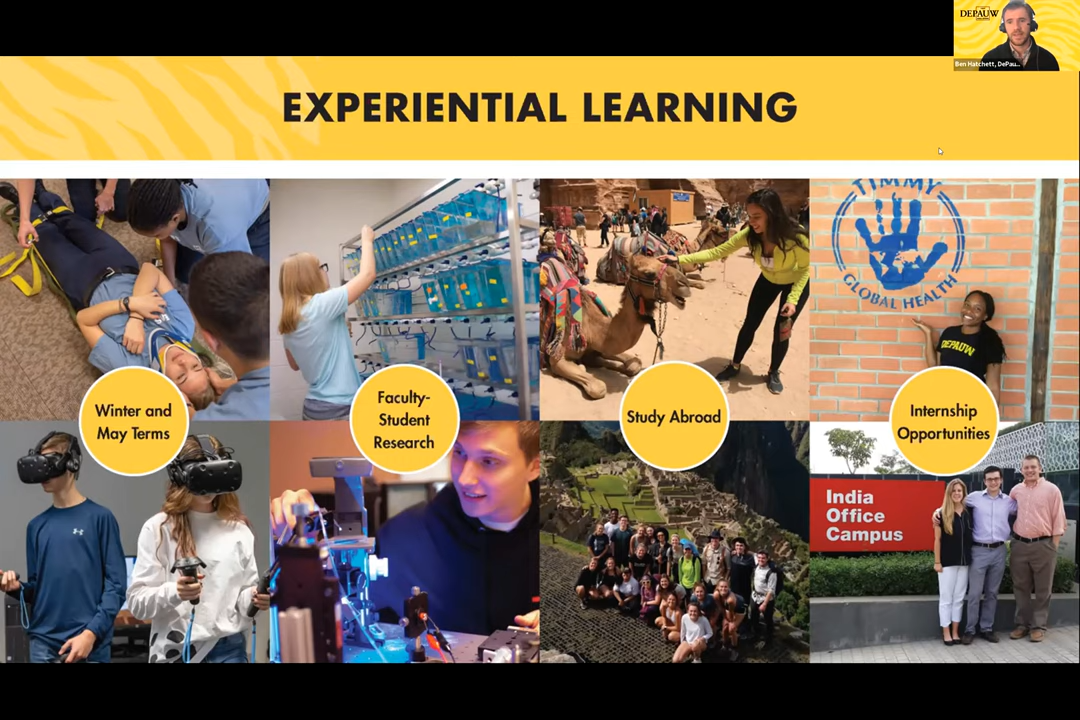 DEPAUW
Ben Hatchett, DePau...
EXPERIENTIAL LEARNING
TIMMY
GLOBAL HEALTH
DEPAUW
Winter and
May Terms
Faculty-
Student
Research
Study Abroad
Internship
Opportunities
India
Office
Campus